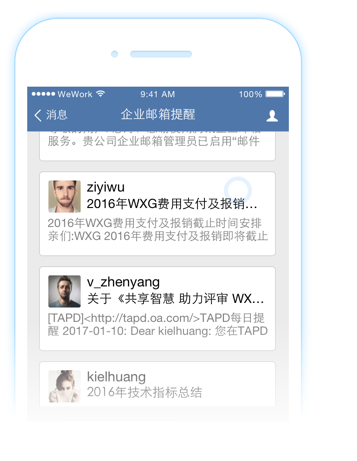 WeWork
9:41 AM
100%
消息
企业邮箱提醒
服务。贵公司企业邮箱管理员已启用“邮件
ziyiwu
2016年WXG费用支付及报销…
2016年WXG费用支付及报销截止时间安排
亲们:WXG 2016年费用支付及报销即将截止
v_zhenyang
关于《共享智慧 助力评审 WX…
[TAPD]<http://tapd.oa.com/>TAPD每日提
醒 2017-01-10: Dear kielhuang: 您在TAPD
kielhuang
2016年技术指标总结